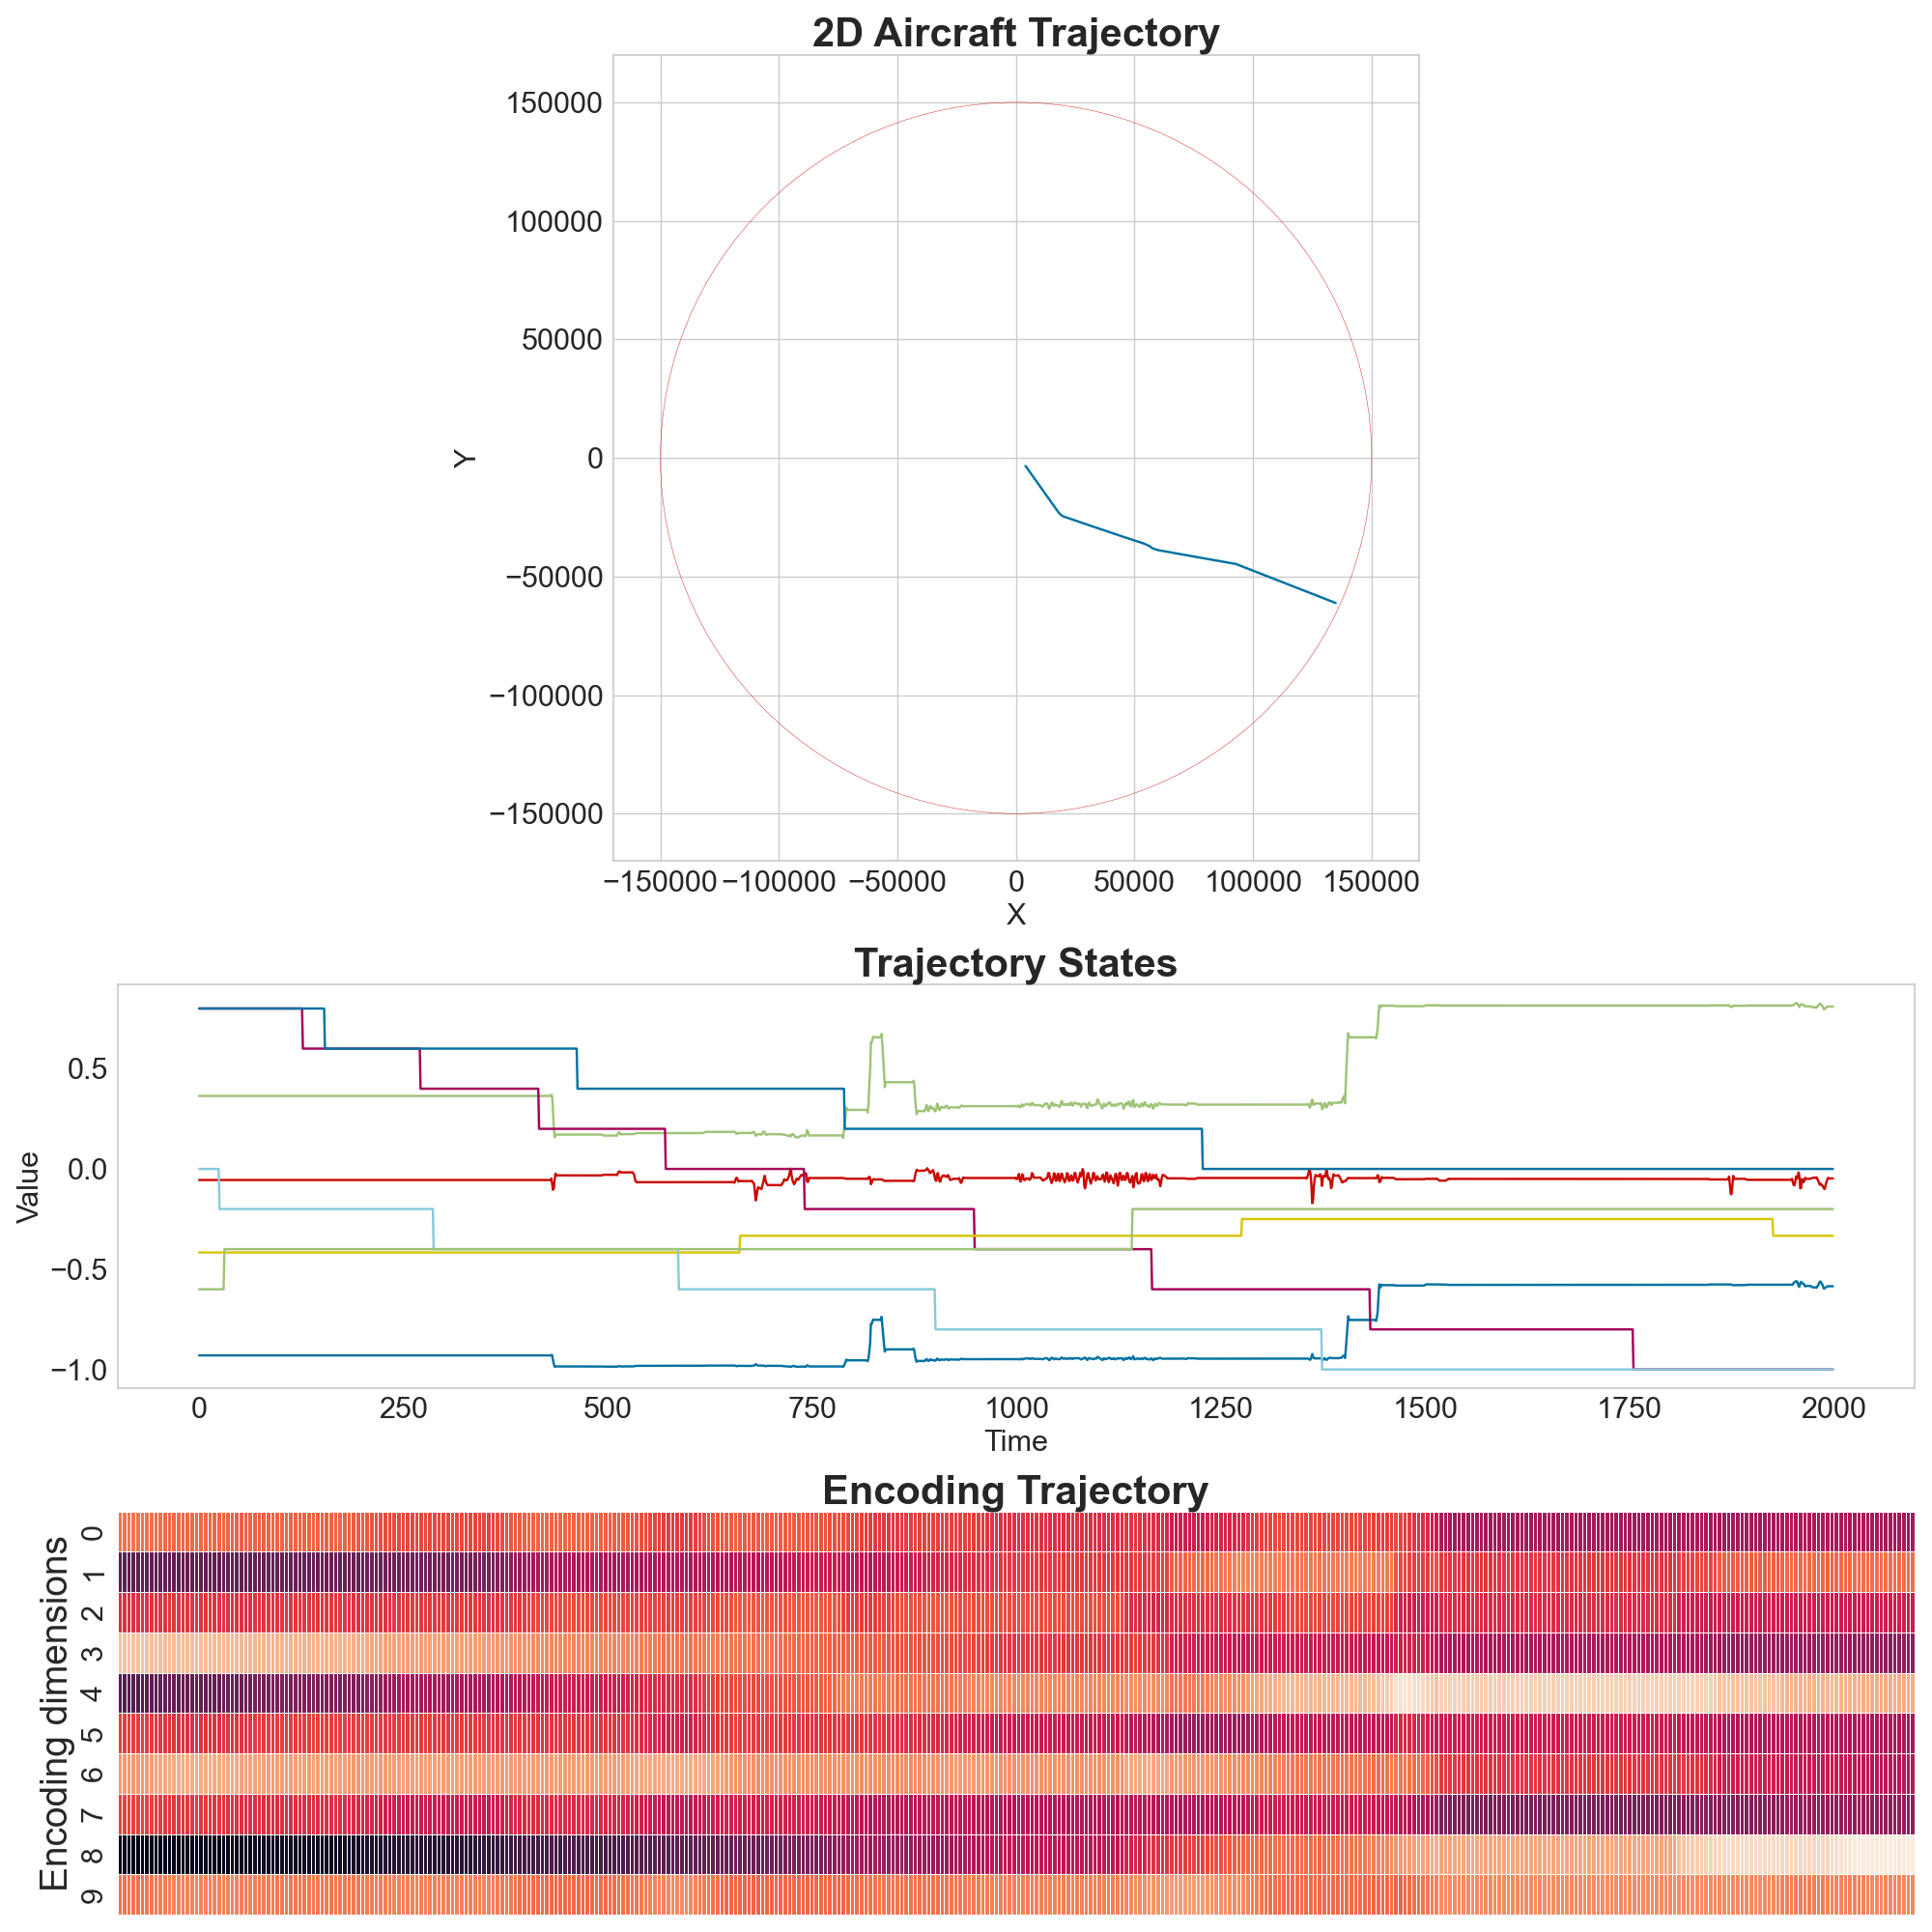 2D Aircraft Trajectory
150000
100000
50000
0
−50000
−100000
−150000
Y
−150000 −100000 −50000 0 50000 100000 150000
X
Trajectory States
0.5
0.0
−0.5
−1.0
Value
0 250 500 750 1000 1250 1500 1750 2000
Time
Encoding Trajectory
Encoding dimensions
0
1
2
3
4
5
6
7
8
9